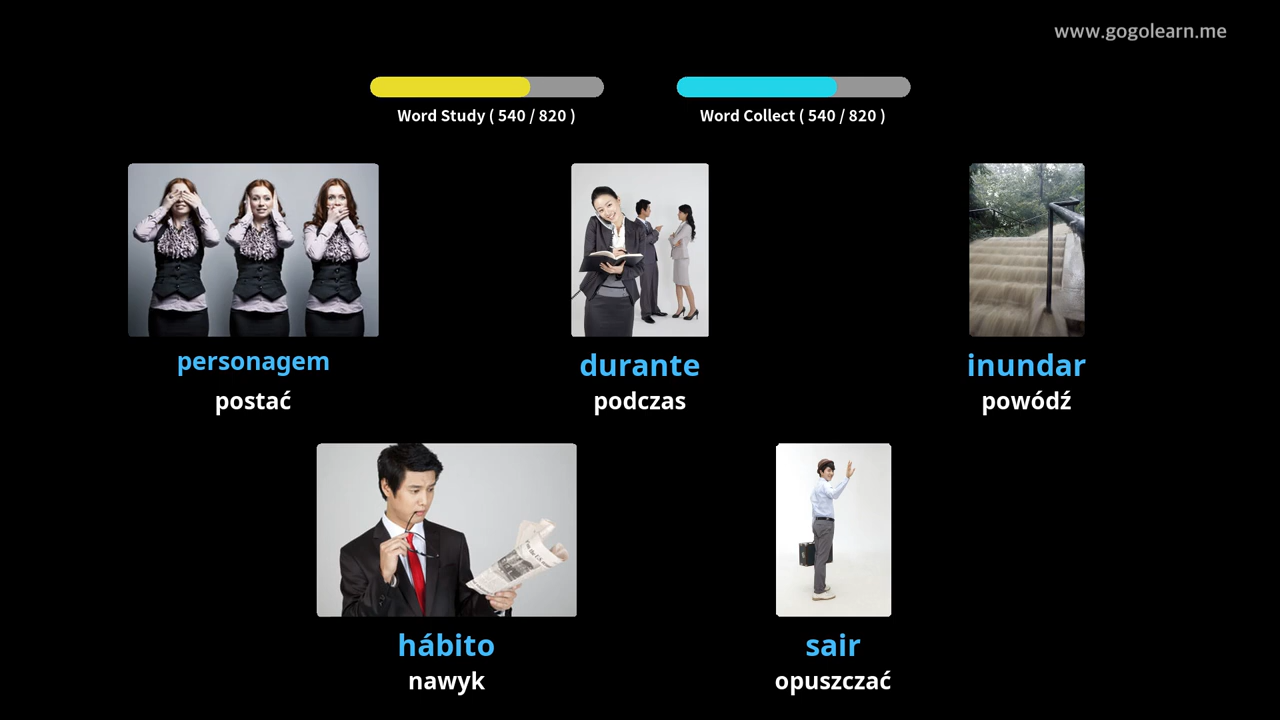 www.gogolearn.me
Word Study ( 540 / 820 )
Word Collect ( 540 / 820 )
personagem
postać
durante
podczas
inundar
powódź
hábito
nawyk
sair
opuszczać